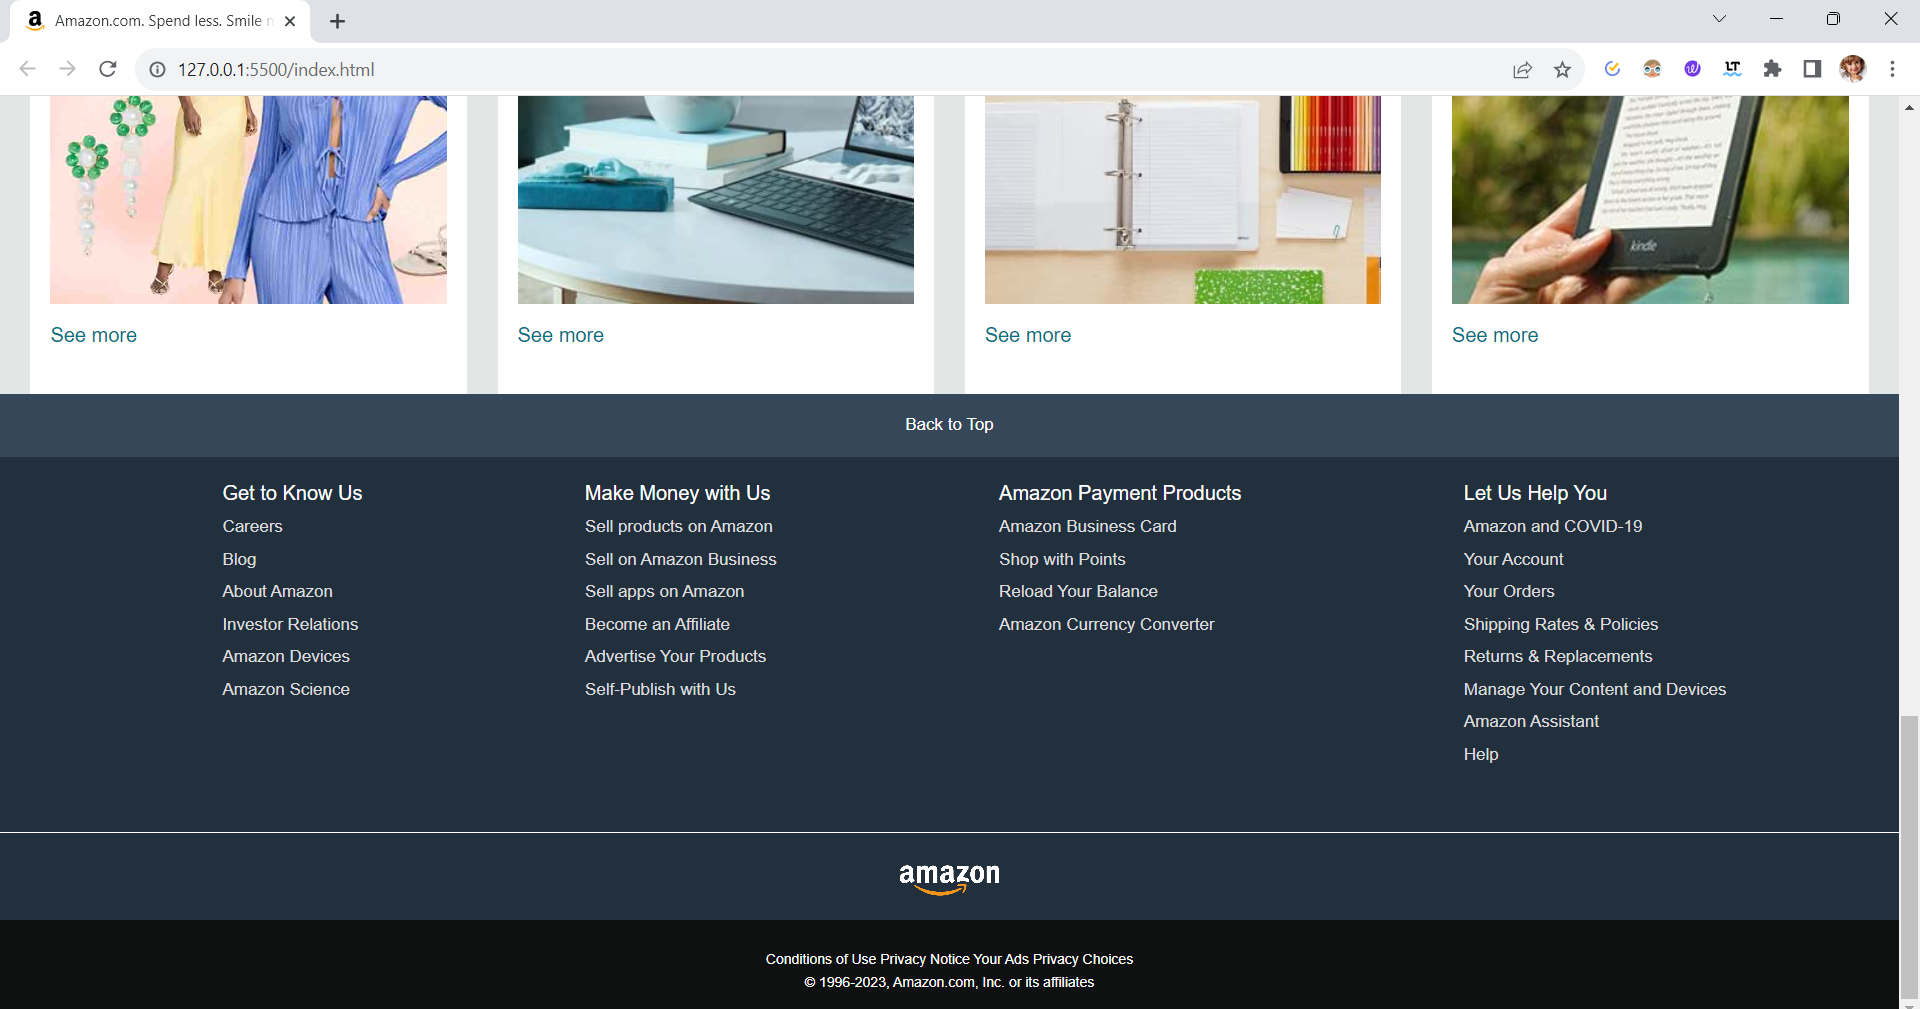 Amazon.com. Spend less. Smile
127.0.0.1:5500/index.html
kindle
See more
See more
See more
See more
Back to Top
Get to Know Us
Careers
Blog
About Amazon
Investor Relations
Amazon Devices
Amazon Science
Make Money with Us
Sell products on Amazon
Sell on Amazon Business
Sell apps on Amazon
Become an Affiliate
Advertise Your Products
Self-Publish with Us
Amazon Payment Products
Amazon Business Card
Shop with Points
Reload Your Balance
Amazon Currency Converter
Let Us Help You
Amazon and COVID-19
Your Account
Your Orders
Shipping Rates & Policies
Returns & Replacements
Manage Your Content and Devices
Amazon Assistant
Help
amazon
Conditions of Use Privacy Notice Your Ads Privacy Choices
© 1996-2023, Amazon.com, Inc. or its affiliates